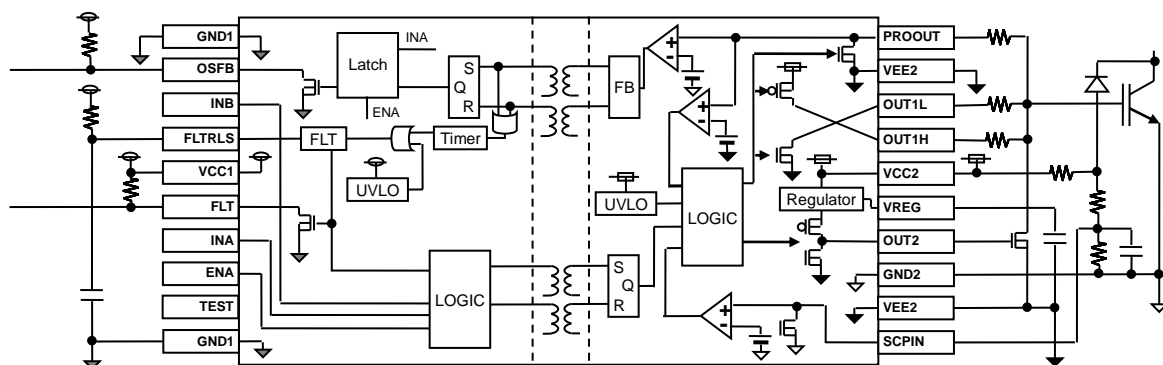 GND1
OSFB
INB
FLTRLS
VCC1
FLT
INA
ENA
TEST
GND1
Latch
INA
ENA
S
Q
R
FLT
Timer
UVLO
LOGIC
FB
+
-
+
-
UVLO
LOGIC
Regulator
S
Q
R
+
-
PROOUT
VEE2
OUT1L
OUT1H
VCC2
VREG
OUT2
GND2
VEE2
SCPIN